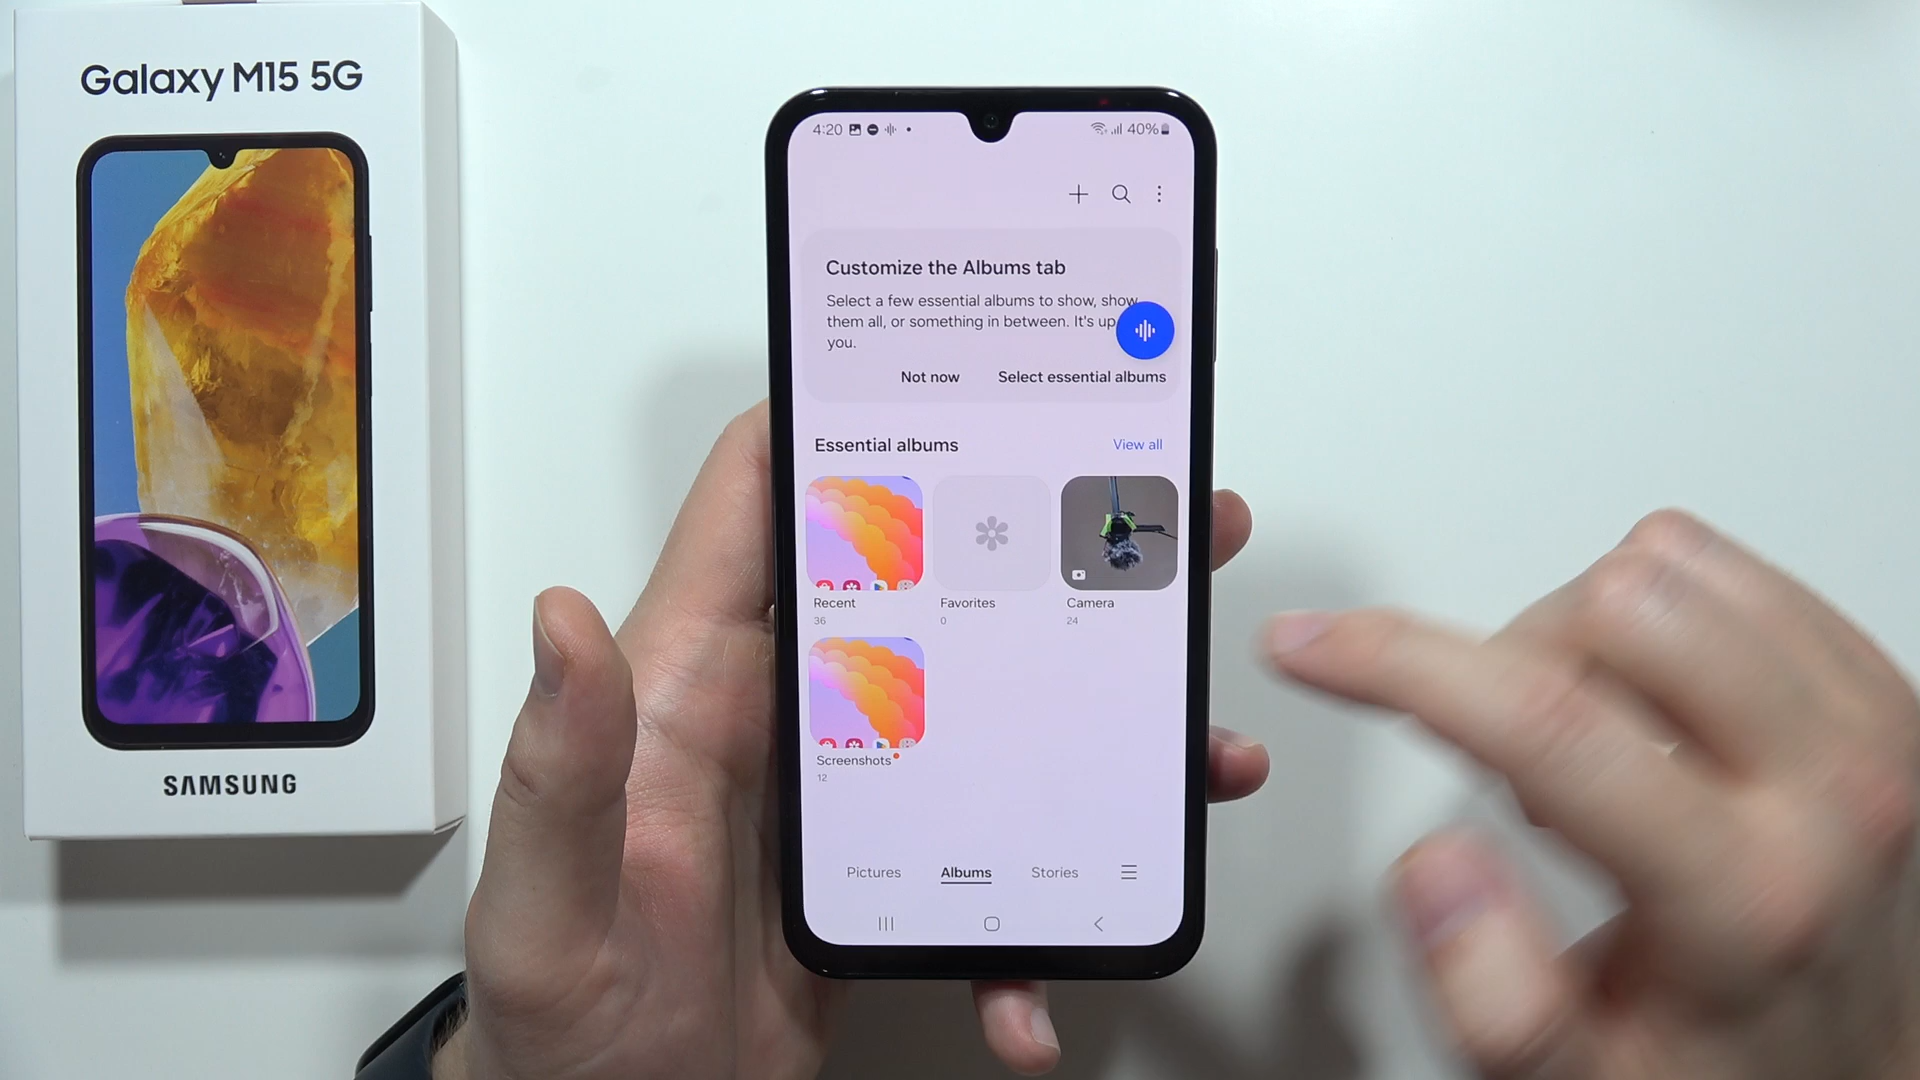 Galaxy M15 5G
SAMSUNG
4:20
40%
Customize the Albums tab
Select a few essential albums to show, show
them all, or something in between. It's up
you.
Not now Select essential albums
Essential albums View all
Recent Favorites Camera
36 0 24
Screenshots
12
Pictures Albums Stories